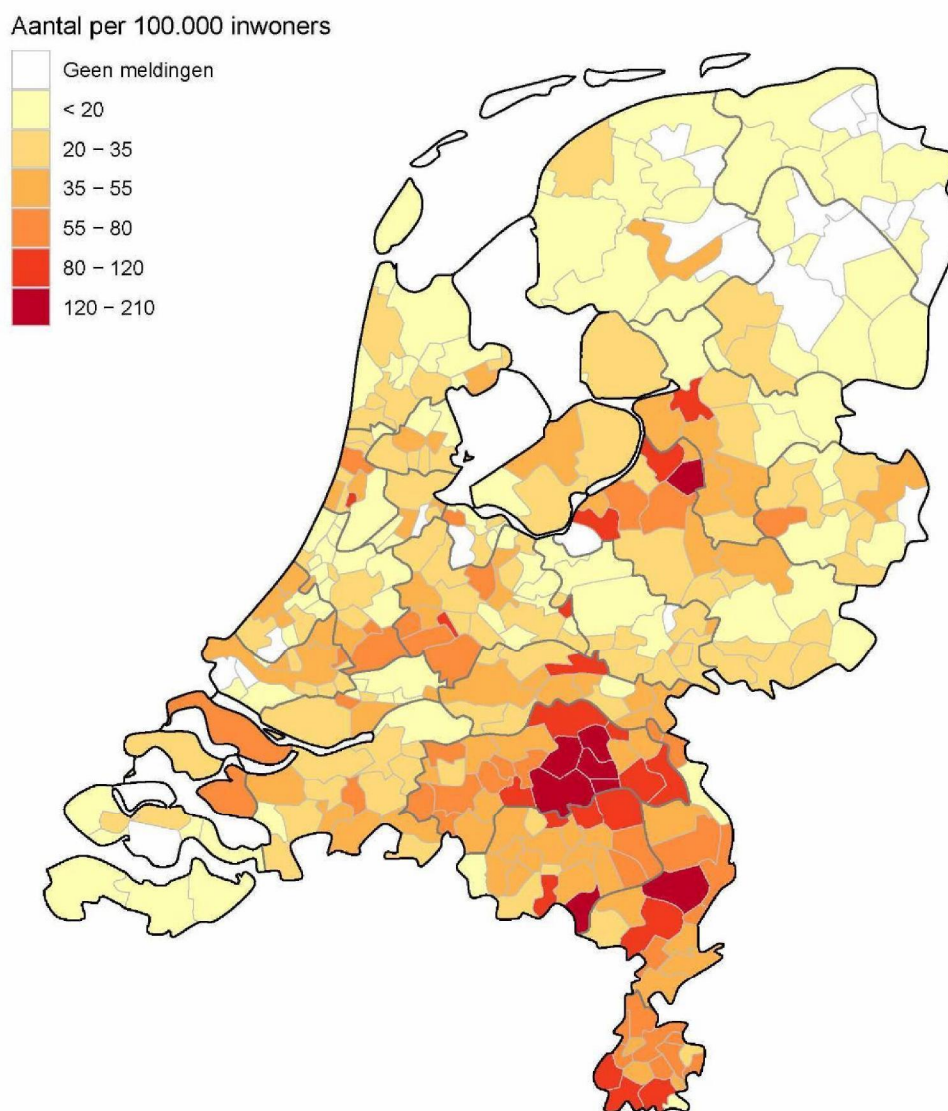 Aantal per 100.000 inwoners
Geen meldingen
< 20
20 – 35
35 – 55
55 – 80
80 – 120
120 – 210